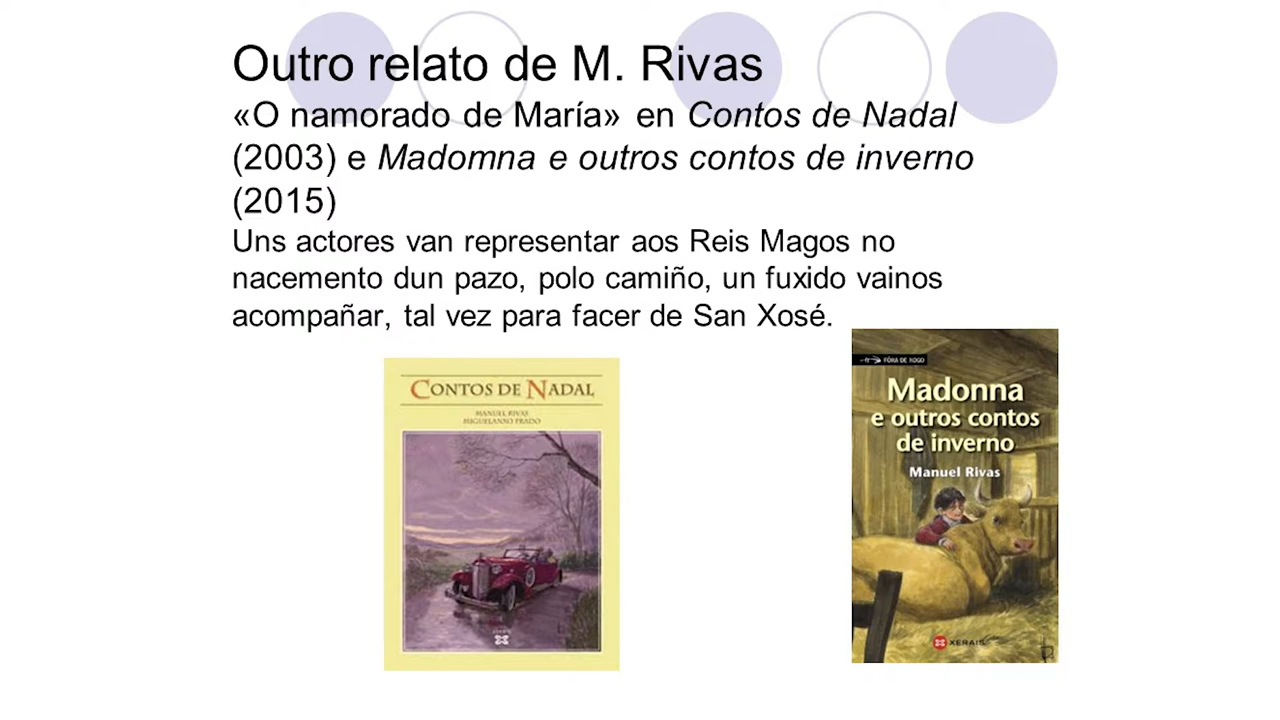 Outro relato de M. Rivas
«O namorado de María» en Contos de Nadal
(2003) e Madomna e outros contos de inverno
(2015)
Uns actores van representar aos Reis Magos no
nacemento dun pazo, polo camiño, un fuxido vainos
acompañar, tal vez para facer de San Xosé.
CONTOS DE NADAL
MANUEL RIVAS
MIGUELANXO PRADO
FÓRA DE XOGO
Madonna
e outros contos
de inverno
Manuel Rivas
XERAIS